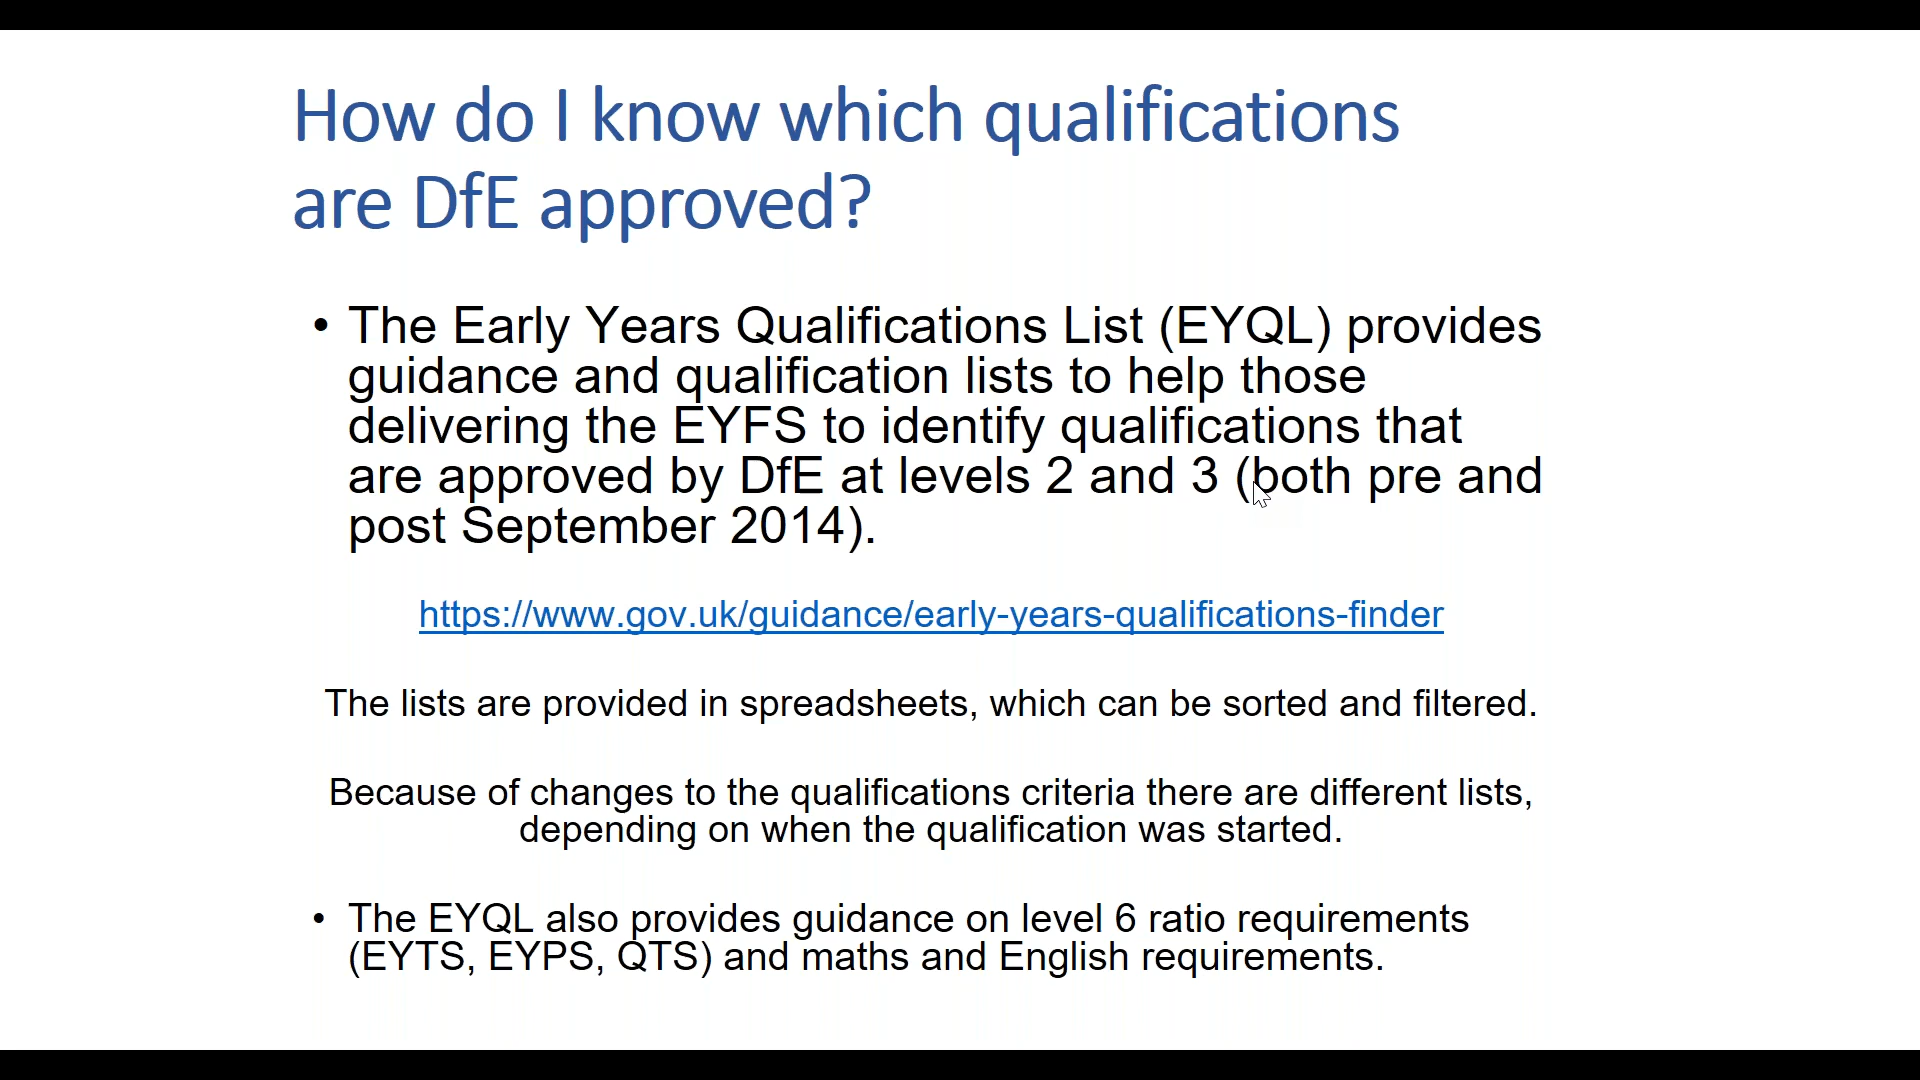 How do I know which qualifications
are DfE approved?
• The Early Years Qualifications List (EYQL) provides
guidance and qualification lists to help those
delivering the EYFS to identify qualifications that
are approved by DfE at levels 2 and 3 (both pre and
post September 2014).
https://www.gov.uk/guidance/early-years-qualifications-finder
The lists are provided in spreadsheets, which can be sorted and filtered.
Because of changes to the qualifications criteria there are different lists,
depending on when the qualification was started.
• The EYQL also provides guidance on level 6 ratio requirements
(EYTS, EYPS, QTS) and maths and English requirements.